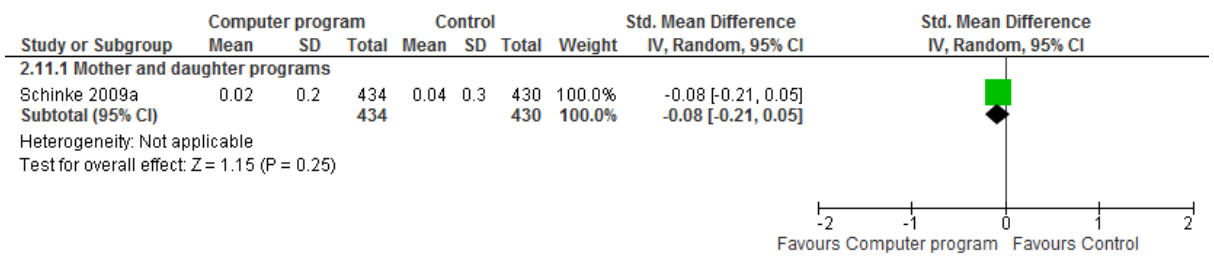 Computer program Control Std. Mean Difference Std. Mean Difference
Study or Subgroup Mean SD Total Mean SD Total Weight IV, Random, 95% CI IV, Random, 95% CI
2.11.1 Mother and daughter programs
Schinke 2009a 0.02 0.2 434 0.04 0.3 430 100.0% -0.08 [-0.21, 0.05]
Subtotal (95% CI) 434 430 100.0% -0.08 [-0.21, 0.05]
Heterogeneity: Not applicable
Test for overall effect: Z = 1.15 (P = 0.25)
-2 -1 0 1 2
Favours Computer program Favours Control